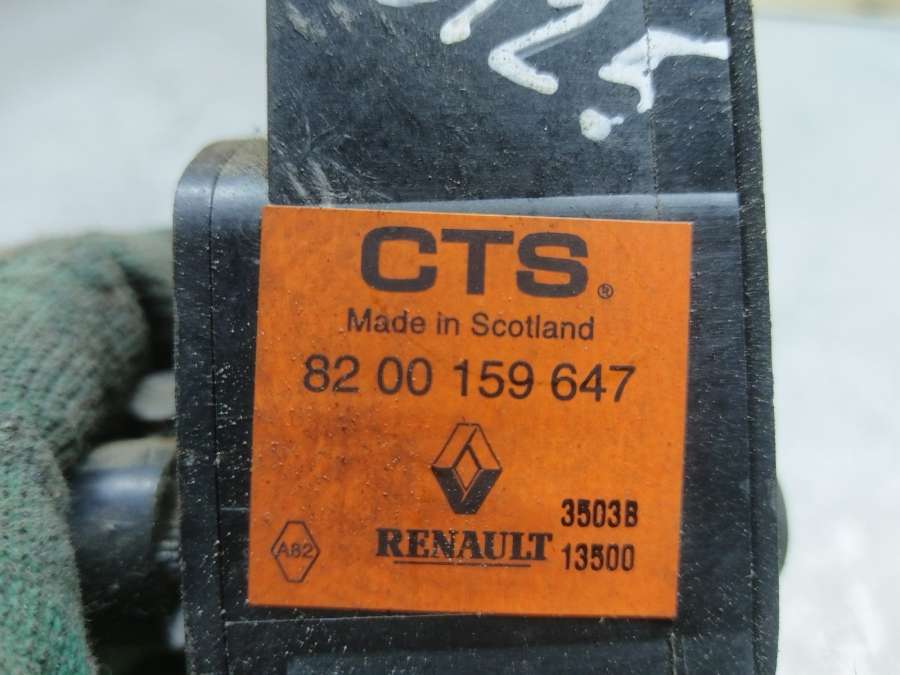 CTS®
Made in Scotland
82 00 159 647
A82
RENAULT
3503B
13500